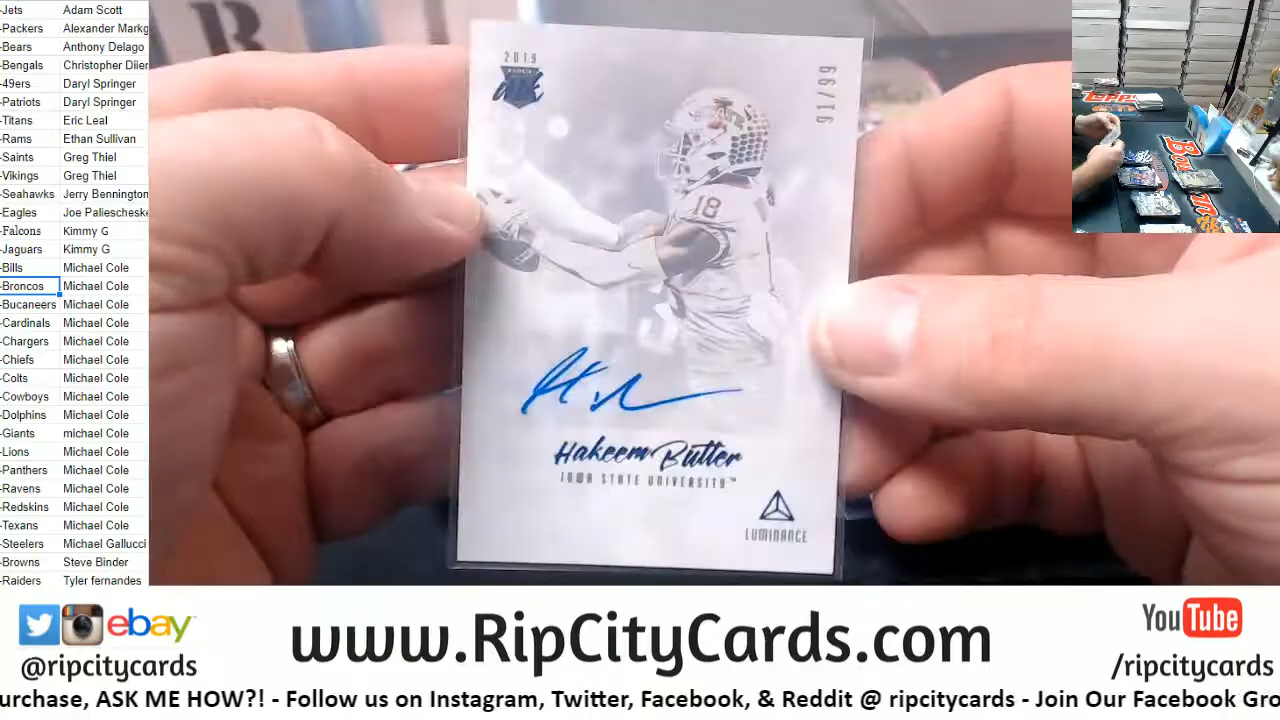 -Jets Adam Scott
-Packers Alexander Markg
-Bears Anthony Delago
-Bengals Christopher Diier
-49ers Daryl Springer
-Patriots Daryl Springer
-Titans Eric Leal
-Rams Ethan Sullivan
-Saints Greg Thiel
-Vikings Greg Thiel
-Seahawks Jerry Bennington
-Eagles Joe Paliescheske
-Falcons Kimmy G
-Jaguars Kimmy G
-Bills Michael Cole
-Broncos Michael Cole
-Bucaneers Michael Cole
-Cardinals Michael Cole
-Chargers Michael Cole
-Chiefs Michael Cole
-Colts Michael Cole
-Cowboys Michael Cole
-Dolphins Michael Cole
-Giants michael Cole
-Lions Michael Cole
-Panthers Michael Cole
-Ravens Michael Cole
-Redskins Michael Cole
-Texans Michael Cole
-Steelers Michael Gallucci
-Browns Steve Binder
-Raiders Tyler fernandes
2019
91/99
18
Hakeem Butler
IOWA STATE UNIVERSITY™
LUMINANCE
ebay
@ripcitycards
www.RipCityCards.com
YouTube
/ripcitycards
urchase, ASK ME HOW?! - Follow us on Instagram, Twitter, Facebook, & Reddit @ ripcitycards - Join Our Facebook Gro